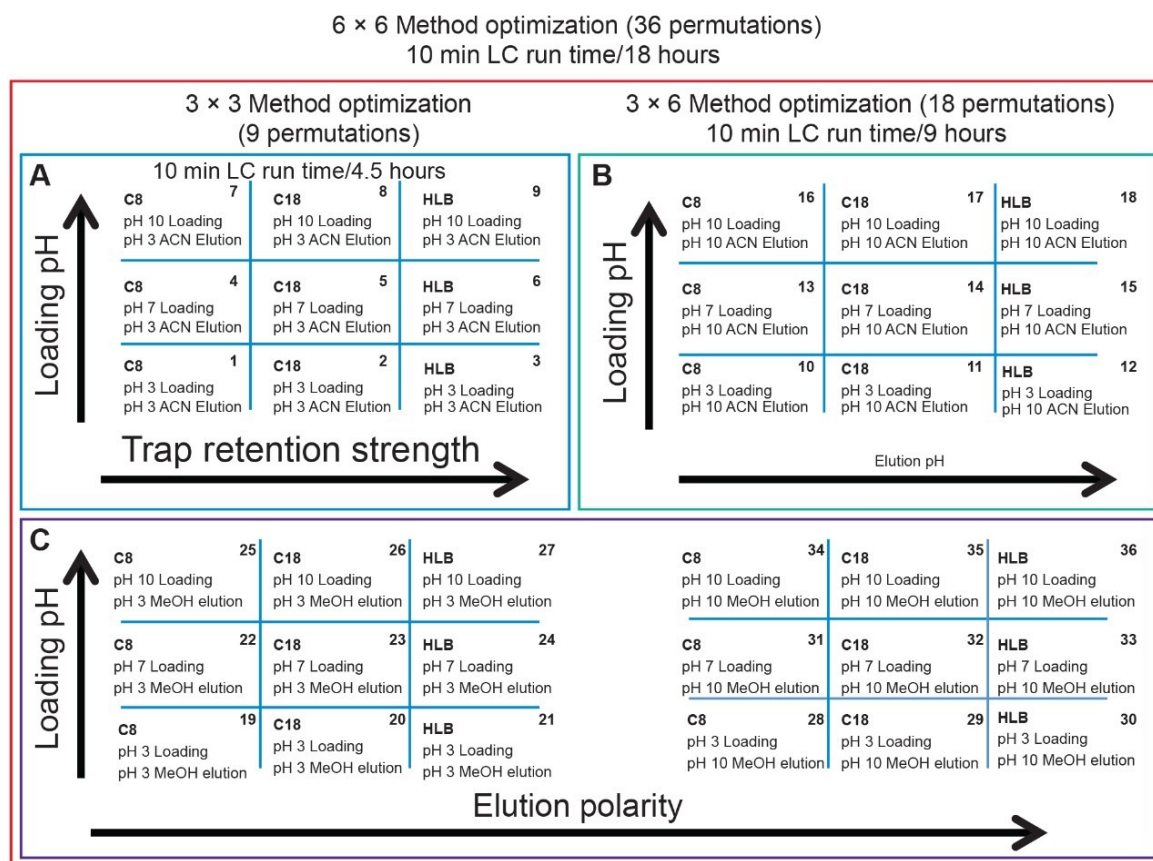 6 × 6 Method optimization (36 permutations)
10 min LC run time/18 hours
3 × 3 Method optimization
(9 permutations)
3 × 6 Method optimization (18 permutations)
10 min LC run time/9 hours
A
10 min LC run time/4.5 hours
Loading pH
C8 7
pH 10 Loading
pH 3 ACN Elution
C18 8
pH 10 Loading
pH 3 ACN Elution
HLB 9
pH 10 Loading
pH 3 ACN Elution
C8 4
pH 7 Loading
pH 3 ACN Elution
C18 5
pH 7 Loading
pH 3 ACN Elution
HLB 6
pH 7 Loading
pH 3 ACN Elution
C8 1
pH 3 Loading
pH 3 ACN Elution
C18 2
pH 3 Loading
pH 3 ACN Elution
HLB 3
pH 3 Loading
pH 3 ACN Elution
Trap retention strength
B
Loading pH
C8 16
pH 10 Loading
pH 10 ACN Elution
C18 17
pH 10 Loading
pH 10 ACN Elution
HLB 18
pH 10 Loading
pH 10 ACN Elution
C8 13
pH 7 Loading
pH 10 ACN Elution
C18 14
pH 7 Loading
pH 10 ACN Elution
HLB 15
pH 7 Loading
pH 10 ACN Elution
C8 10
pH 3 Loading
pH 10 ACN Elution
C18 11
pH 3 Loading
pH 10 ACN Elution
HLB 12
pH 3 Loading
pH 10 ACN Elution
Elution pH
C
Loading pH
C8 25
pH 10 Loading
pH 3 MeOH elution
C18 26
pH 10 Loading
pH 3 MeOH elution
HLB 27
pH 10 Loading
pH 3 MeOH elution
C8 22
pH 7 Loading
pH 3 MeOH elution
C18 23
pH 7 Loading
pH 3 MeOH elution
HLB 24
pH 7 Loading
pH 3 MeOH elution
C8 19
pH 3 Loading
pH 3 MeOH elution
C18 20
pH 3 Loading
pH 3 MeOH elution
HLB 21
pH 3 Loading
pH 3 MeOH elution
C8 34
pH 10 Loading
pH 10 MeOH elution
C18 35
pH 10 Loading
pH 10 MeOH elution
HLB 36
pH 10 Loading
pH 10 MeOH elution
C8 31
pH 7 Loading
pH 10 MeOH elution
C18 32
pH 7 Loading
pH 10 MeOH elution
HLB 33
pH 7 Loading
pH 10 MeOH elution
C8 28
pH 3 Loading
pH 10 MeOH elution
C18 29
pH 3 Loading
pH 10 MeOH elution
HLB 30
pH 3 Loading
pH 10 MeOH elution
Elution polarity